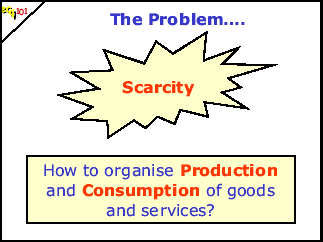 The Problem....
Scarcity
How to organise Production
and Consumption of goods
and services?